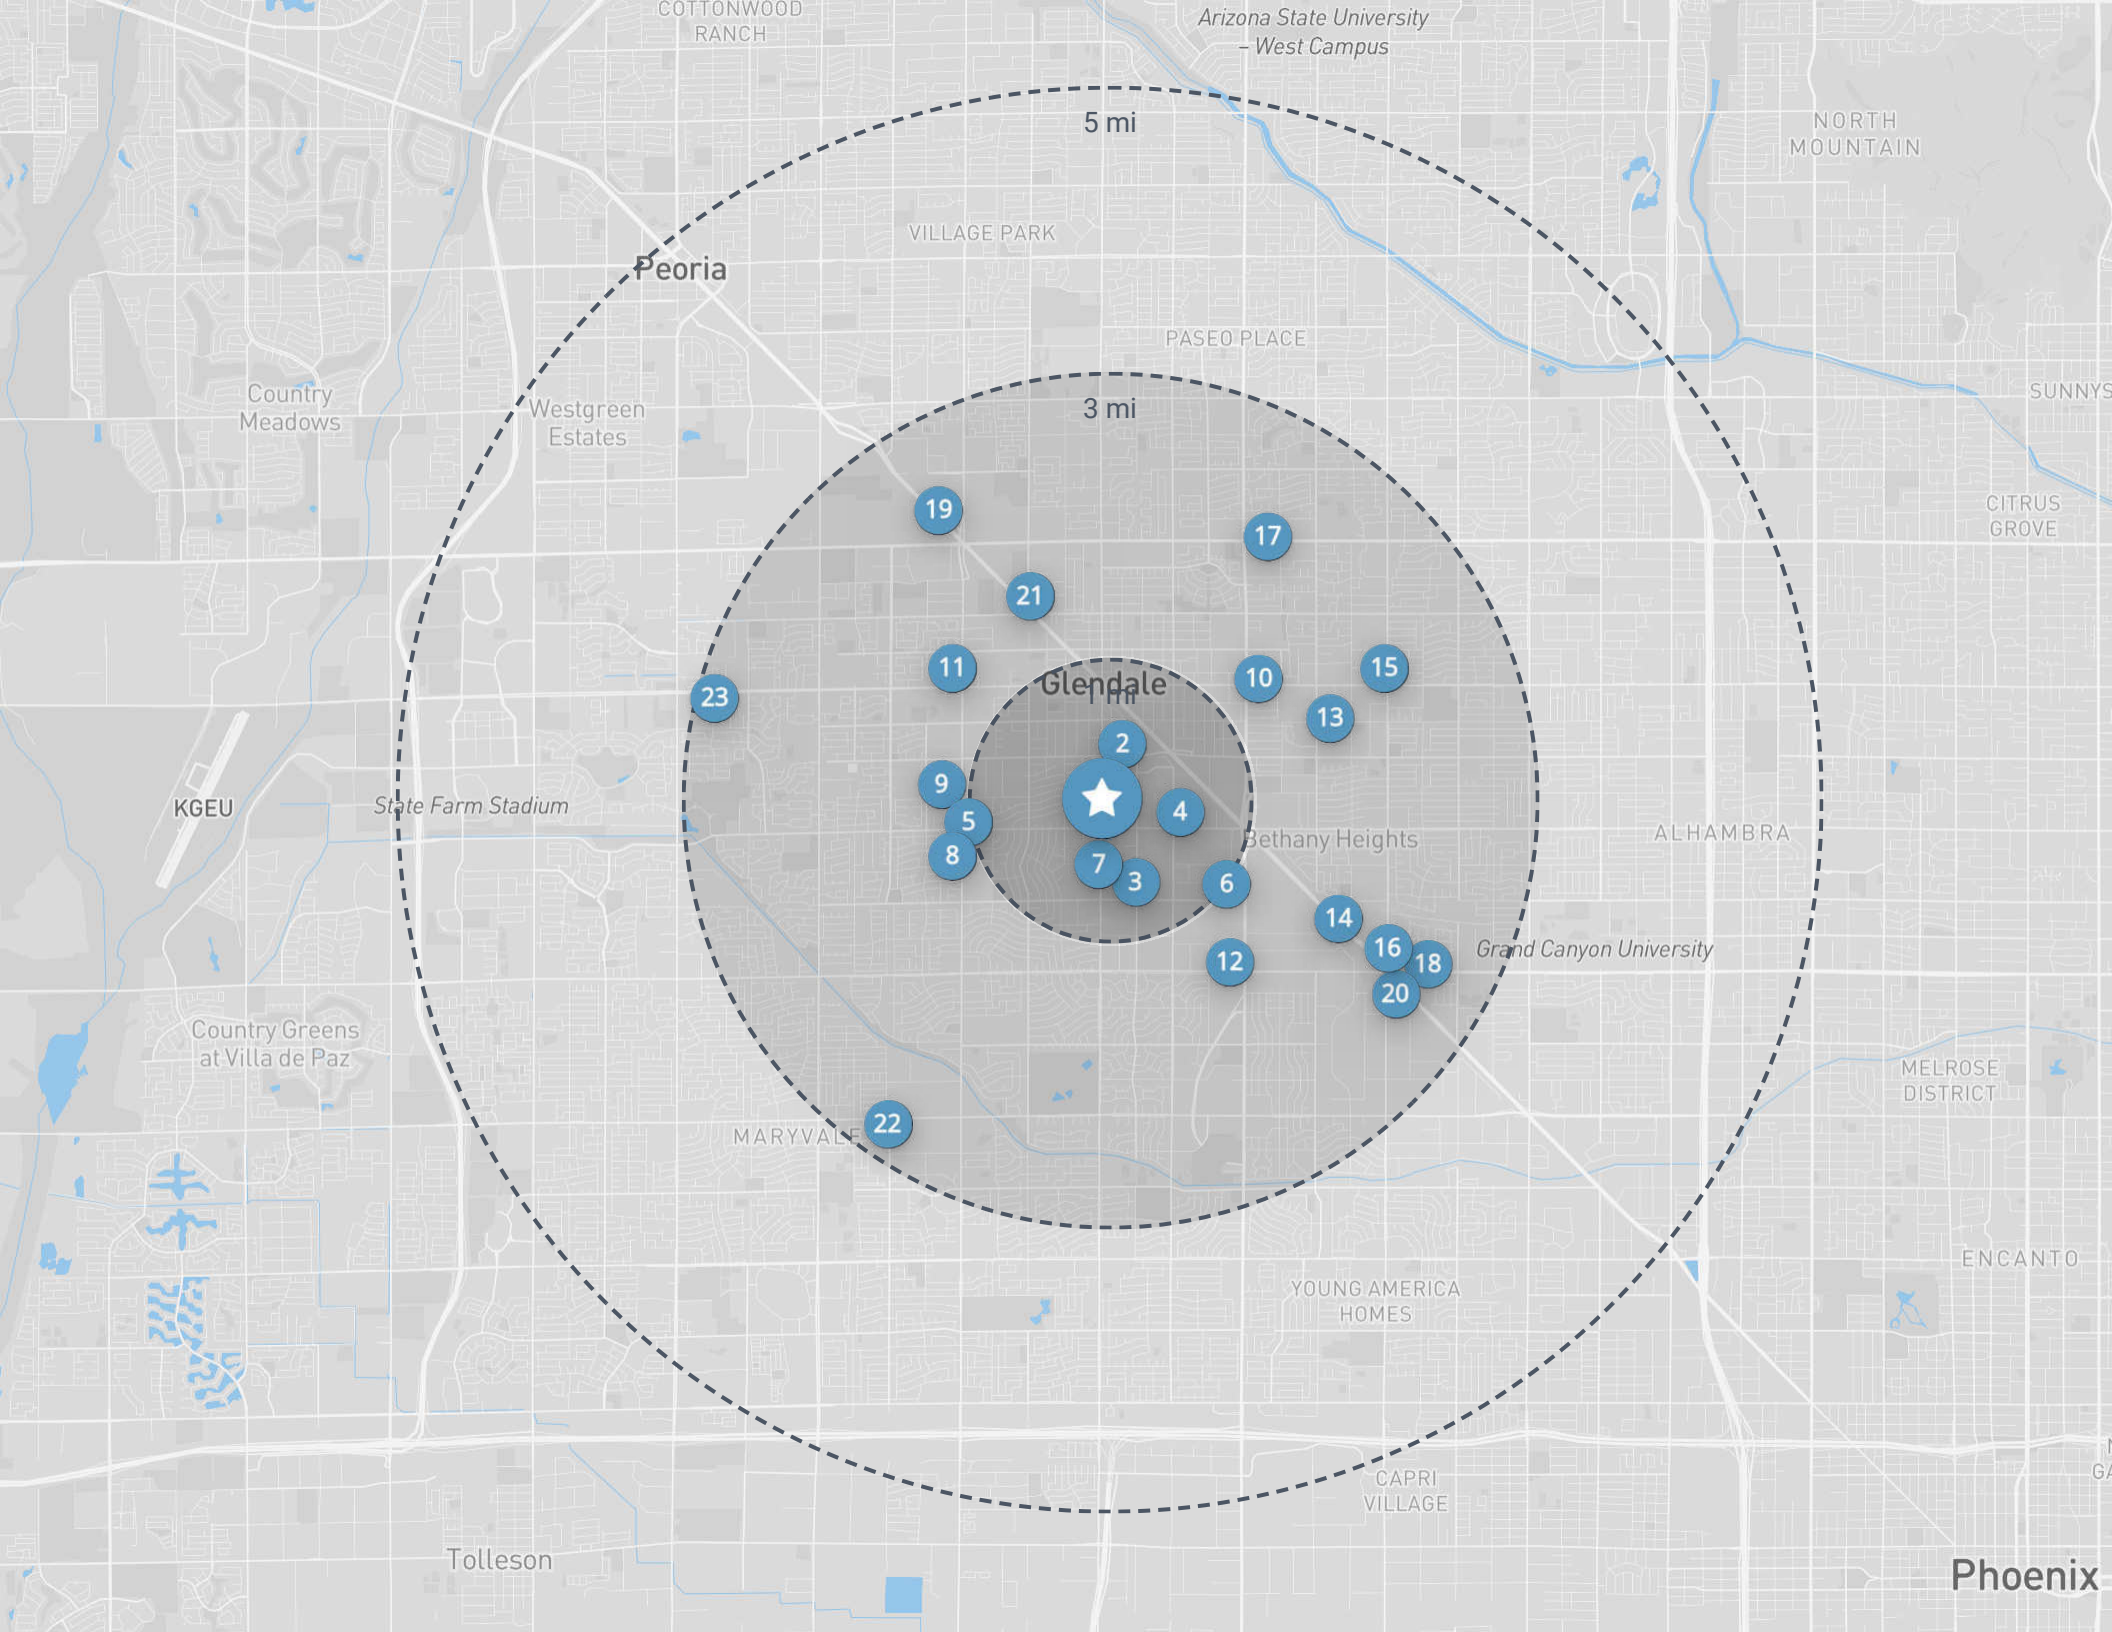 COTTONWOOD
RANCH
Arizona State University
– West Campus
5 mi
NORTH
MOUNTAIN
VILLAGE PARK
Peoria
PASEO PLACE
Country
Meadows
Westgreen
Estates
3 mi
SUNNYS
CITRUS
GROVE
19
17
21
11
10
15
23
Glendale
1 mi
13
2
9
KGEU
State Farm Stadium
5
4
Bethany Heights
ALHAMBRA
8
7
3
6
14
16
18
Grand Canyon University
12
20
Country Greens
at Villa de Paz
MELROSE
DISTRICT
MARYVALE
22
ENCANTO
YOUNG AMERICA
HOMES
CAPRI
VILLAGE
Tolleson
Phoenix